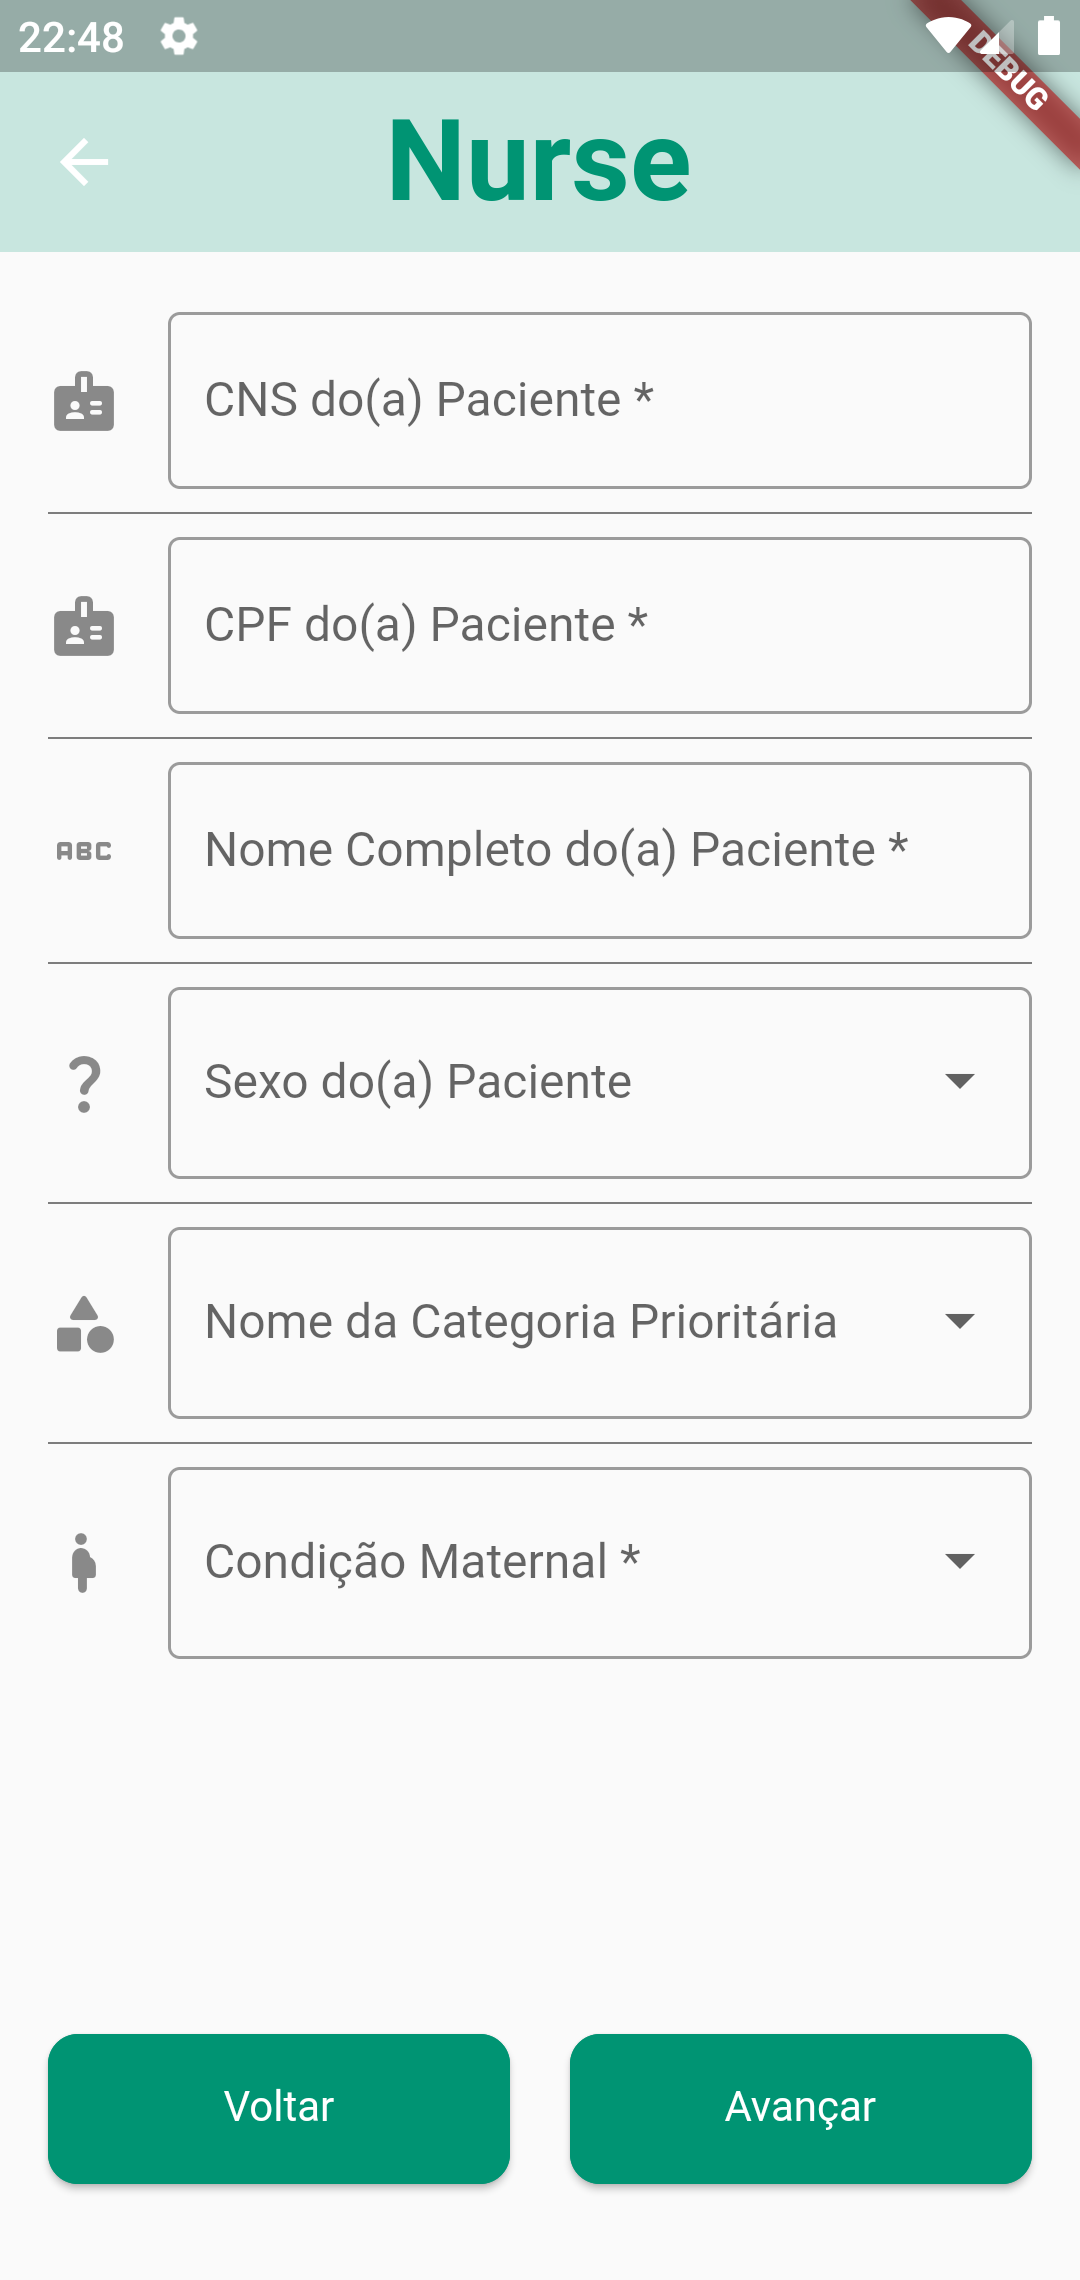 22:48
DEBUG
Nurse
CNS do(a) Paciente *
CPF do(a) Paciente *
ABC
Nome Completo do(a) Paciente *
Sexo do(a) Paciente
Nome da Categoria Prioritária
Condição Maternal *
Voltar
Avançar